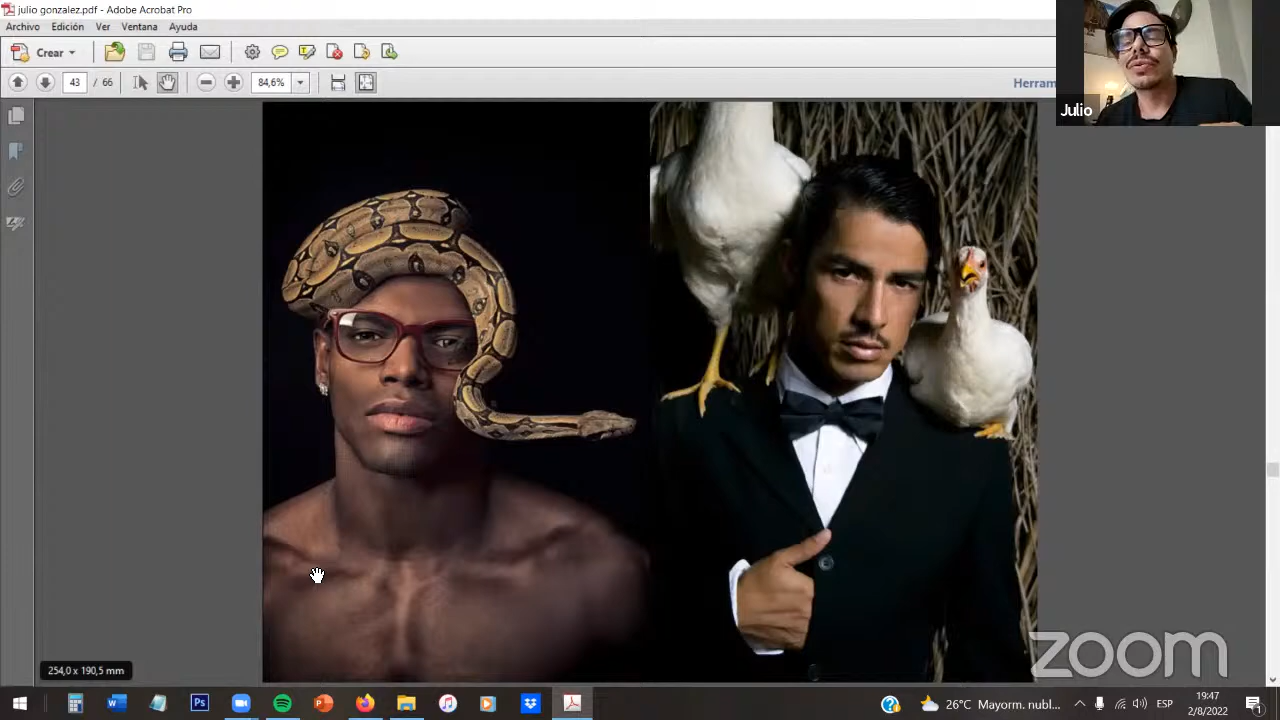 julio gonzalez.pdf - Adobe Acrobat Pro
Archivo Edición Ver Ventana Ayuda
Crear
43 / 66 84,6%
Herram
Julio
254,0 x 190,5 mm
zoom
Ps
26°C Mayorm. nubl... ESP 19:47
2/8/2022